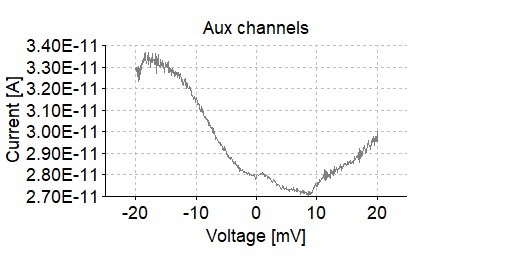 Aux channels
3.40E-11
3.30E-11
3.20E-11
3.10E-11
3.00E-11
2.90E-11
2.80E-11
2.70E-11
Current [A]
-20 -10 0 10 20
Voltage [mV]